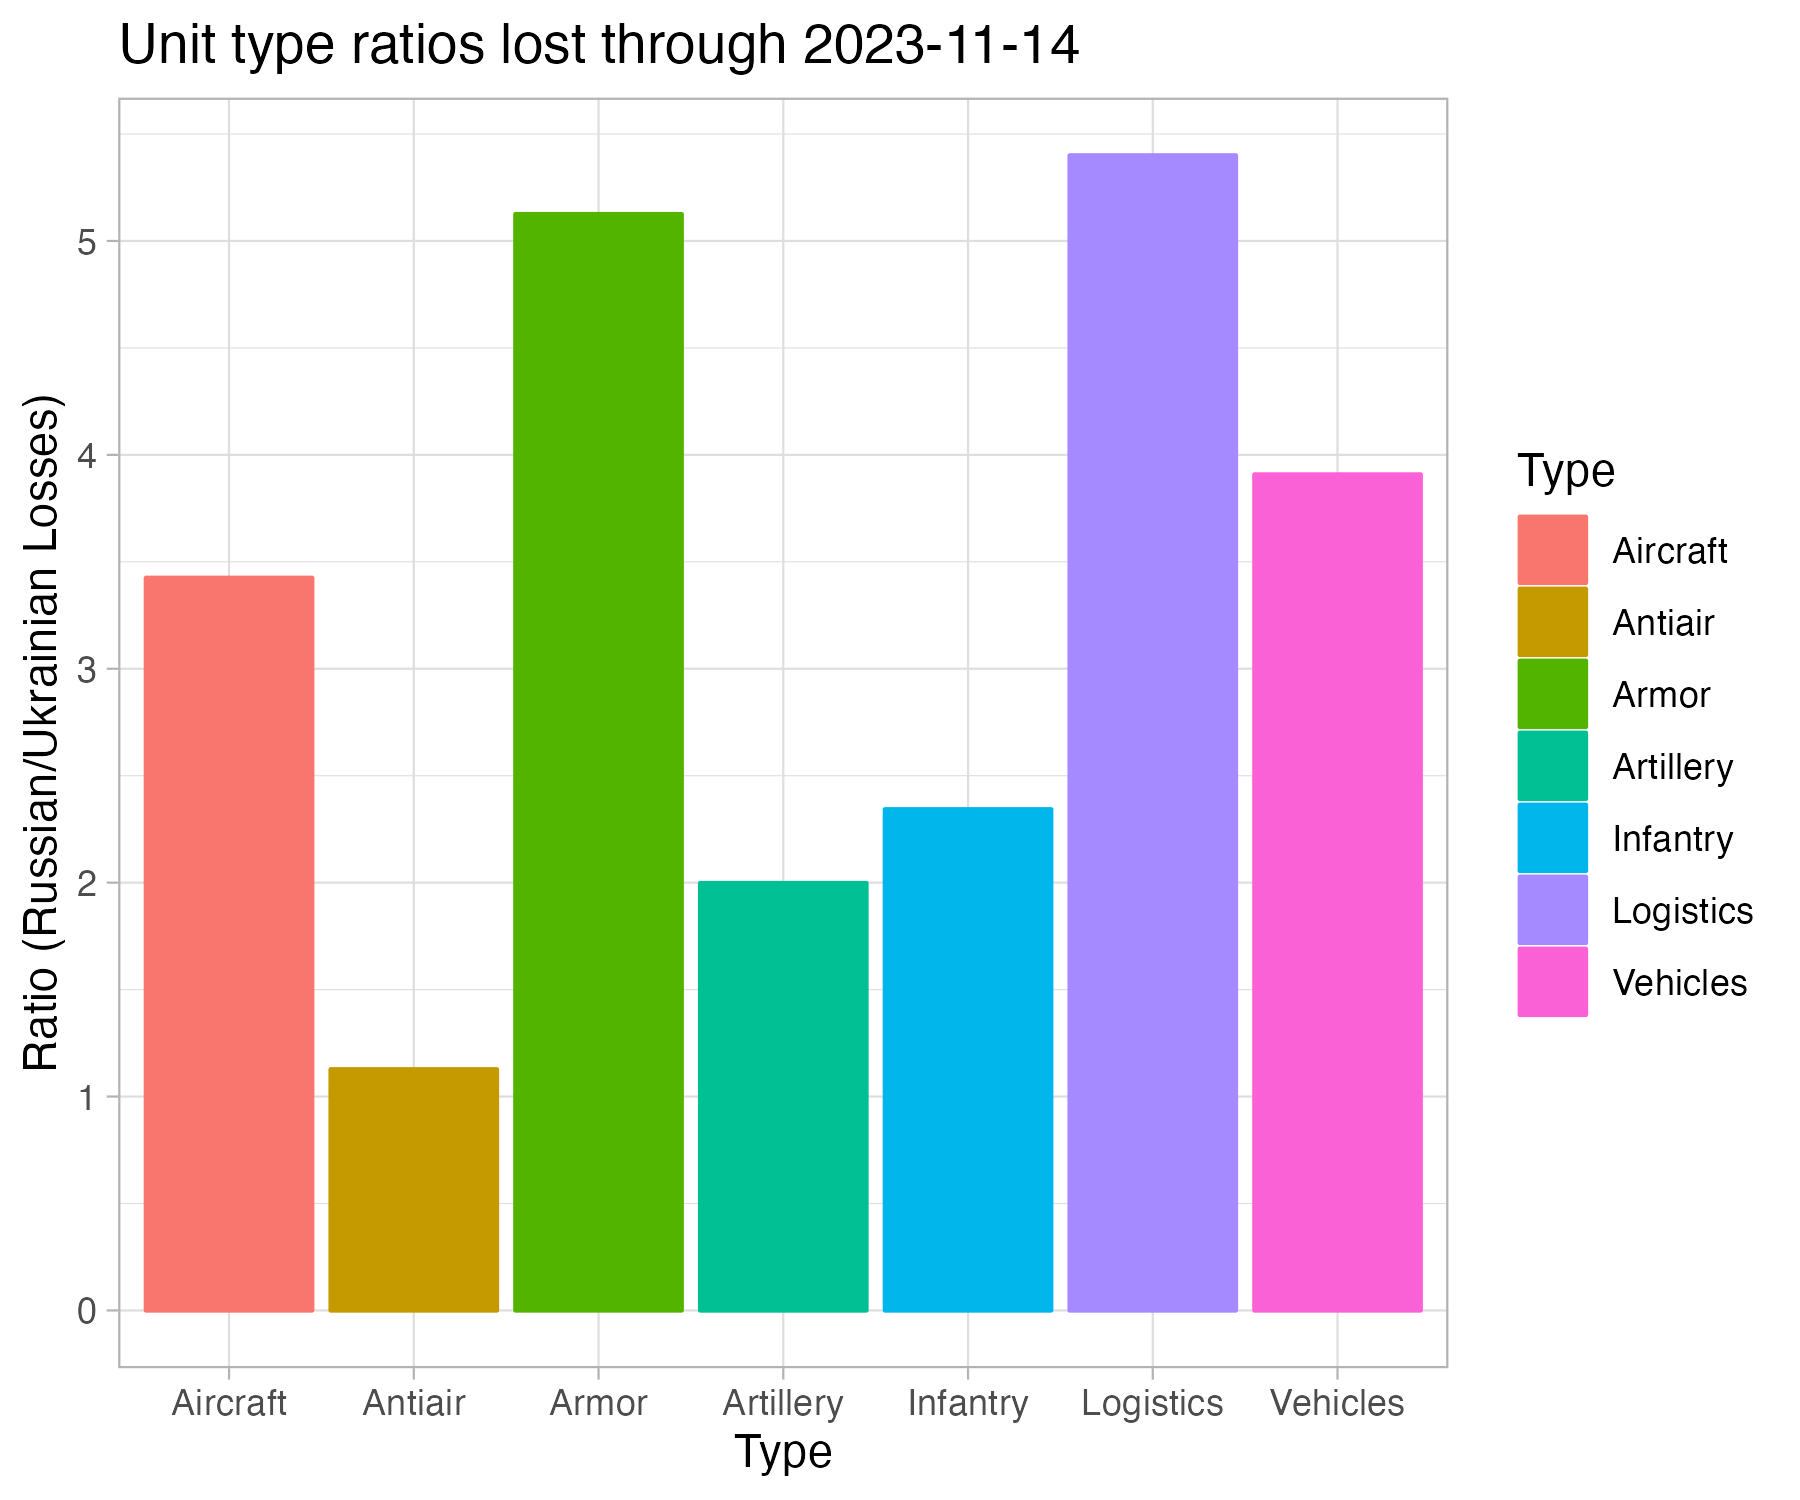 Unit type ratios lost through 2023-11-14
Ratio (Russian/Ukrainian Losses)
5
4
3
2
1
0
Aircraft Antiair Armor Artillery Infantry Logistics Vehicles
Type
Type
Aircraft
Antiair
Armor
Artillery
Infantry
Logistics
Vehicles